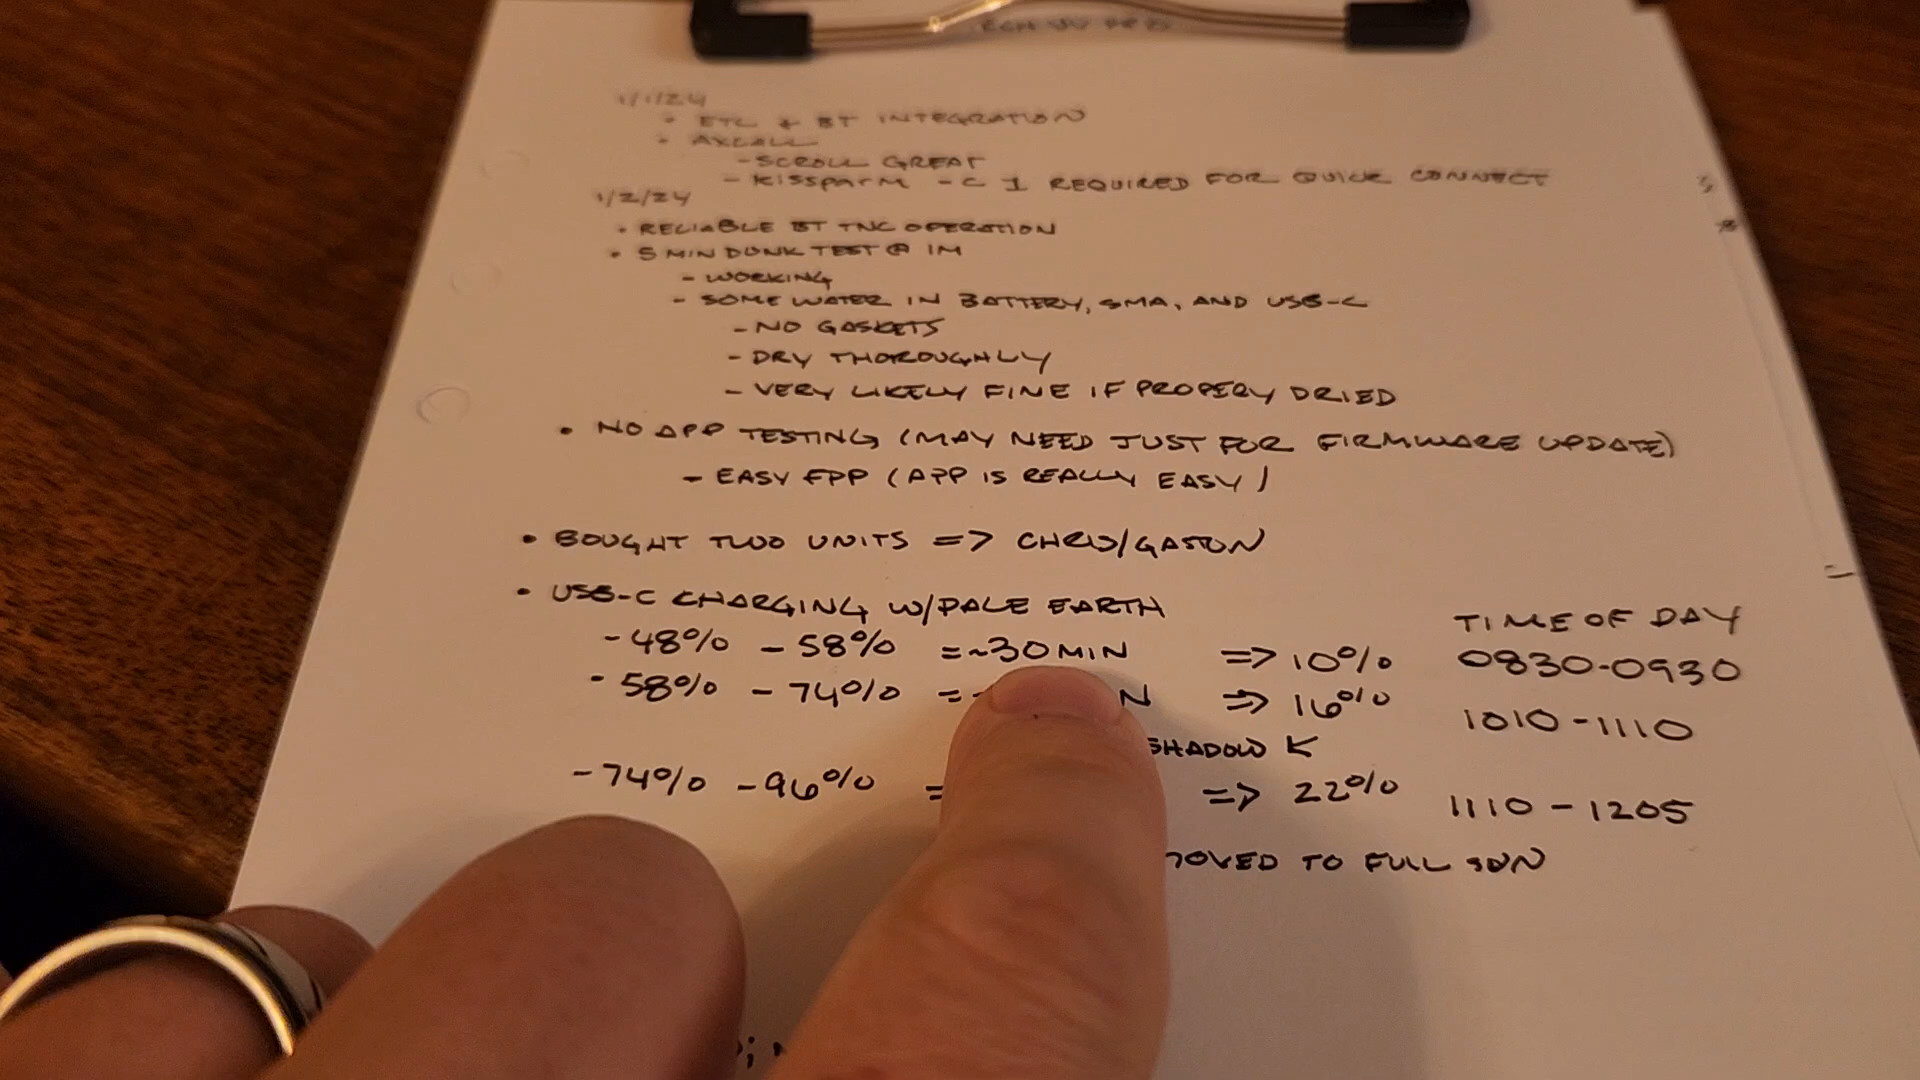 1/1/24
• ETC & BT INTEGRATION
• AXCALL
- SCROLL GREAT
- KISSPARM -C 1 REQUIRED FOR QUICK CONNECT
1/2/24
• RELIABLE BT TNC OPERATION
• 5 MIN DUNK TEST @ 1M
- WORKING
- SOME WATER IN BATTERY, SMA, AND USB-C
- NO GASKETS
- DRY THOROUGHLY
- VERY LIKELY FINE IF PROPERY DRIED
• NO APP TESTING (MAY NEED JUST FOR FIRMWARE UPDATE)
- EASY FPP (APP IS REALLY EASY)
• BOUGHT TWO UNITS => CHRIS/GASTON
• USB-C CHARGING W/PALE EARTH
TIME OF DAY
- 48% - 58% = ~30MIN => 10% 0830-0930
- 58% - 74% = N => 16% 1010-1110
SHADOW
- 74% - 96% = => 22% 1110-1205
MOVED TO FULL SUN